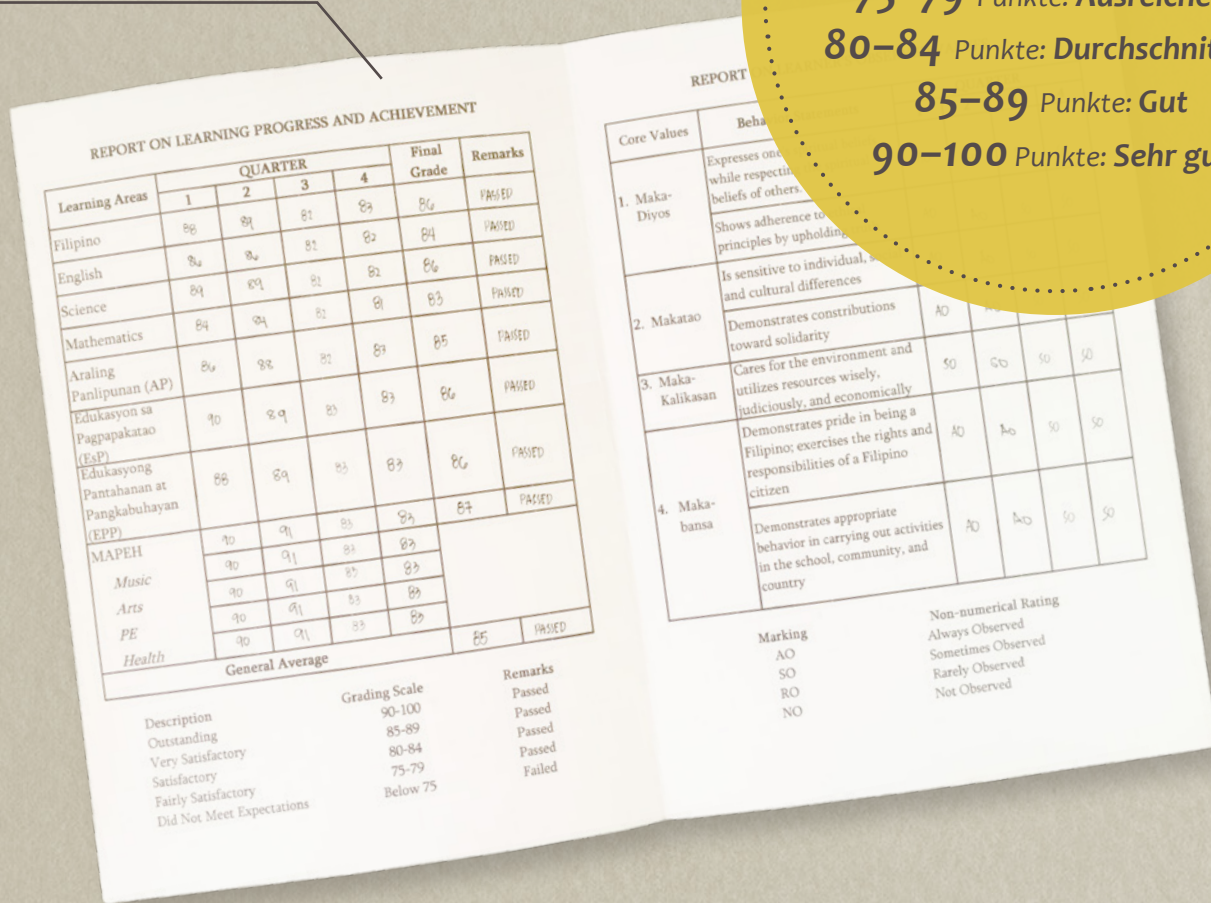 75–79 Punkte:
80–84 Punkte:
85–89 Punkte: Gut
90–100 Punkte: Sehr
REPORT ON LEARNING PROGRESS AND ACHIEVEMENT
Learning Areas QUARTER Final Grade Remarks
1 2 3 4
Filipino 88 89 82 83 86 PASSED
English 86 86 82 82 84 PASSED
Science 89 89 82 82 86 PASSED
Mathematics 84 84 82 81 83 PASSED
Araling
Panlipunan (AP) 86 88 82 83 85 PASSED
Edukasyon sa
Pagpapakatao
(EsP) 90 89 83 83 86 PASSED
Edukasyong
Pantahanan at
Pangkabuhayan
(EPP) 88 89 83 83 86 PASSED
MAPEH 90 91 83 83 87 PASSED
Music 90 91 83 83
Arts 90 91 83 83
PE 90 91 83 83
Health 90 91 83 83
General Average 85 PASSED
Description Grading Scale Remarks
Outstanding 90-100 Passed
Very Satisfactory 85-89 Passed
Satisfactory 80-84 Passed
Fairly Satisfactory 75-79 Passed
Did Not Meet Expectations Below 75 Failed
REPORT
Core Values
1. Maka-
Diyos
Expresses
while
beliefs of others.
Shows adherence to
principles by upholding
2. Makatao
Is sensitive to individual,
and cultural differences
Demonstrates constributions
toward solidarity AO
3. Maka-
Kalikasan
Cares for the environment and
utilizes resources wisely,
judiciously, and economically SO SO SO SO
4. Maka-
bansa
Demonstrates pride in being a
Filipino; exercises the rights and
responsibilities of a Filipino
citizen AO AO SO SO
Demonstrates appropriate
behavior in carrying out activities
in the school, community, and
country AO AO SO SO
Marking Non-numerical Rating
AO Always Observed
SO Sometimes Observed
RO Rarely Observed
NO Not Observed